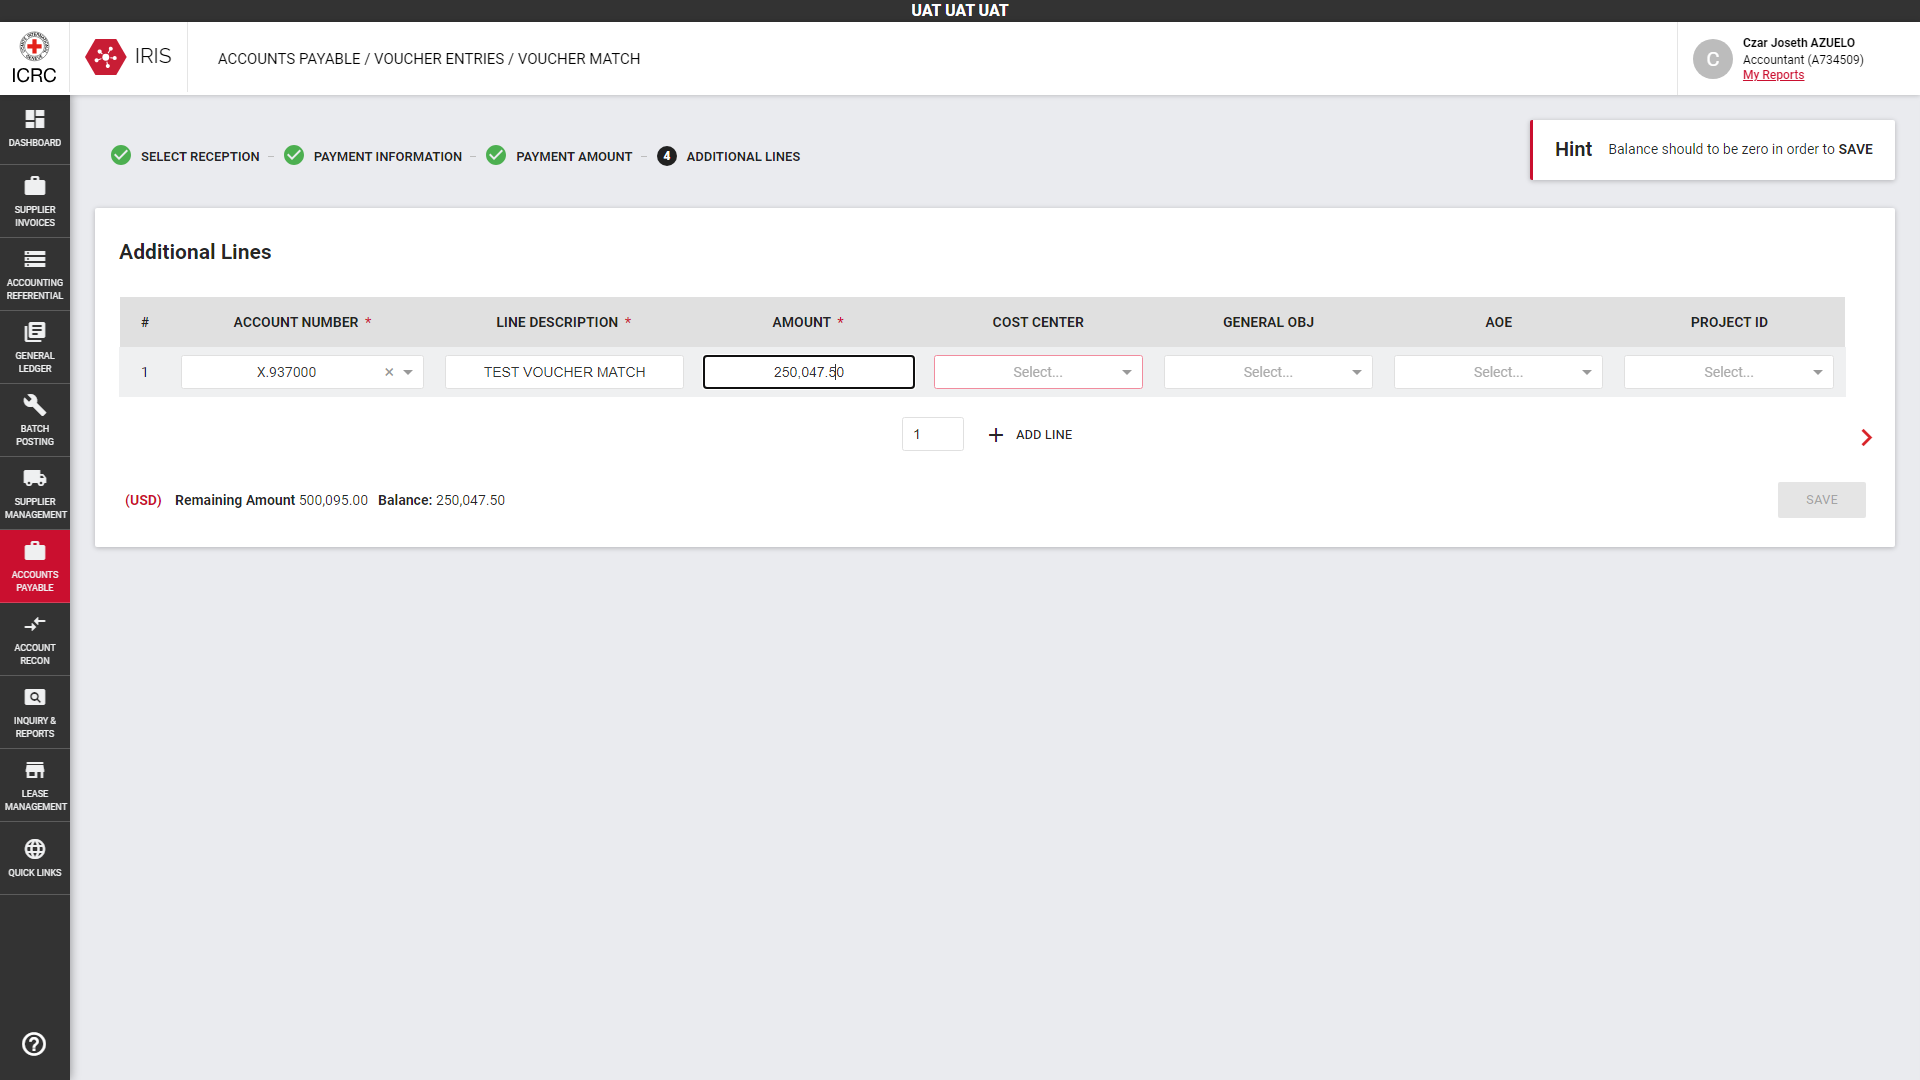 UAT UAT UAT
ICRC
IRIS
ACCOUNTS PAYABLE / VOUCHER ENTRIES / VOUCHER MATCH
C
Czar Joseth AZUELO
Accountant (A734509)
My Reports
DASHBOARD
SUPPLIER
INVOICES
ACCOUNTING
REFERENTIAL
GENERAL
LEDGER
BATCH
POSTING
SUPPLIER
MANAGEMENT
ACCOUNTS
PAYABLE
ACCOUNT
RECON
INQUIRY &
REPORTS
LEASE
MANAGEMENT
QUICK LINKS
SELECT RECEPTION – PAYMENT INFORMATION – PAYMENT AMOUNT – 4 ADDITIONAL LINES
Hint Balance should to be zero in order to SAVE
Additional Lines
# ACCOUNT NUMBER * LINE DESCRIPTION * AMOUNT * COST CENTER GENERAL OBJ AOE PROJECT ID
1 X.937000 TEST VOUCHER MATCH 250,047.50 Select... Select... Select... Select...
1 ADD LINE
(USD) Remaining Amount 500,095.00 Balance: 250,047.50
SAVE